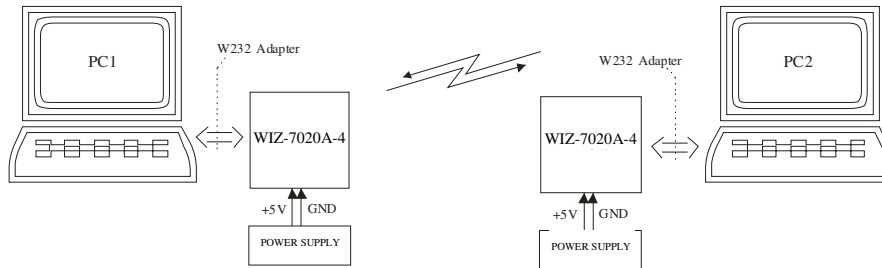 PC1
W232 Adapter
WIZ-7020A-4
+5V GND
POWER SUPPLY
W232 Adapter
PC2
WIZ-7020A-4
+5V GND
POWER SUPPLY